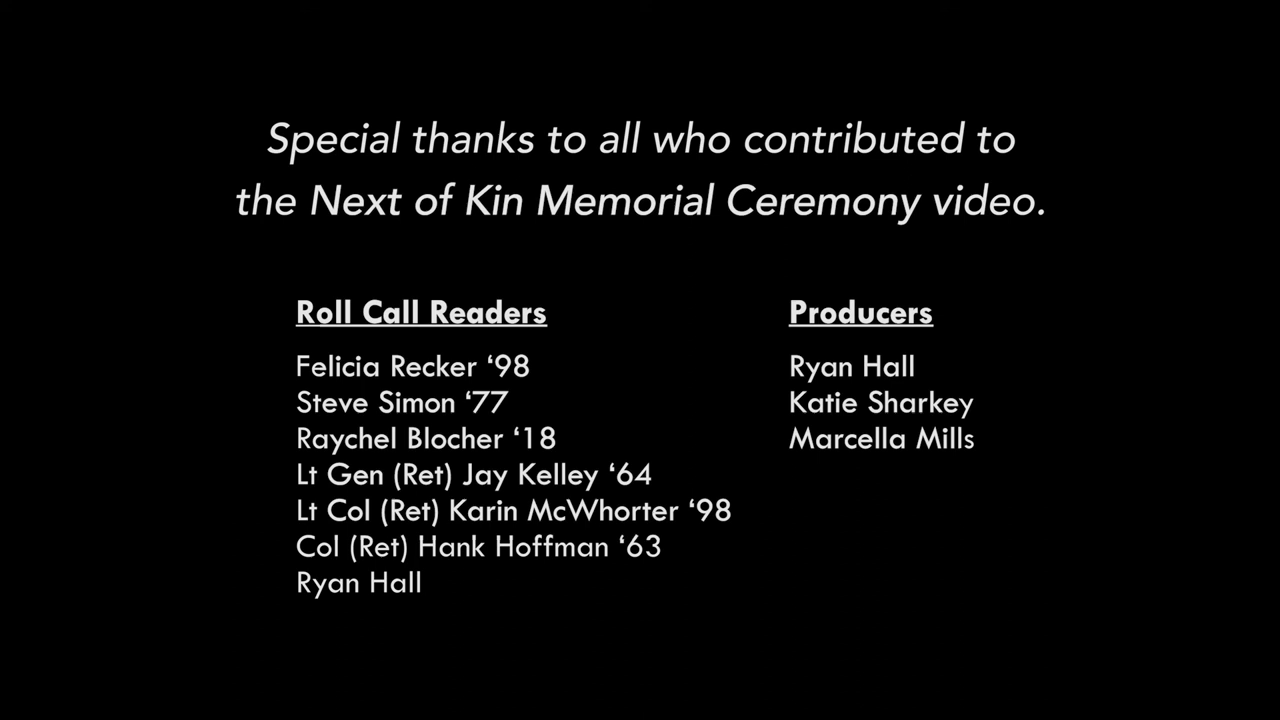 Special thanks to all who contributed to
the Next of Kin Memorial Ceremony video.
Roll Call Readers
Felicia Recker ‘98
Steve Simon ‘77
Raychel Blocher ‘18
Lt Gen (Ret) Jay Kelley ‘64
Lt Col (Ret) Karin McWhorter ‘98
Col (Ret) Hank Hoffman ‘63
Ryan Hall
Producers
Ryan Hall
Katie Sharkey
Marcella Mills